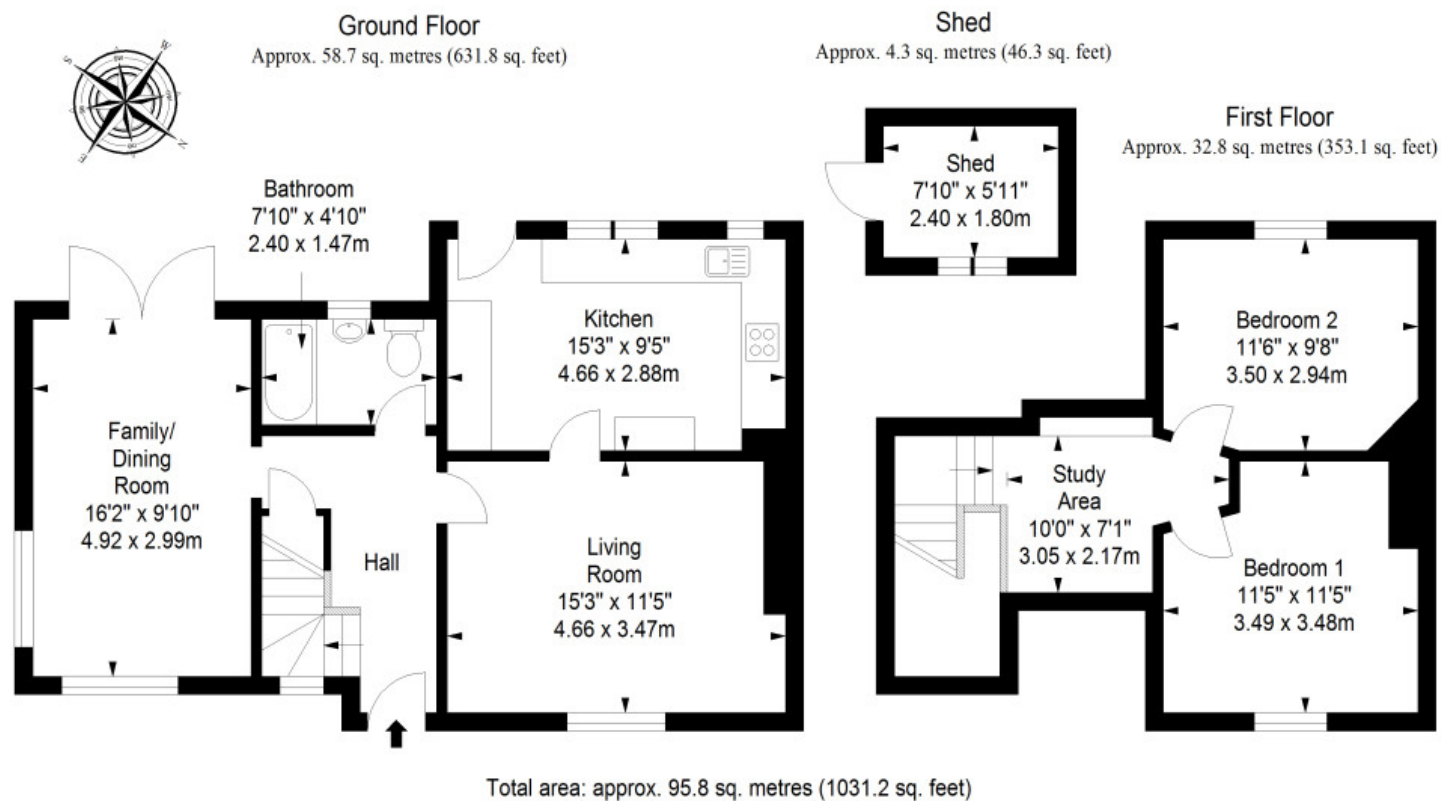 Ground Floor
Approx. 58.7 sq. metres (631.8 sq. feet)
Shed
Approx. 4.3 sq. metres (46.3 sq. feet)
First Floor
Approx. 32.8 sq. metres (353.1 sq. feet)
W
S
N
E
Bathroom
7'10" x 4'10"
2.40 x 1.47m
Shed
7'10" x 5'11"
2.40 x 1.80m
Kitchen
15'3" x 9'5"
4.66 x 2.88m
Family/
Dining
Room
16'2" x 9'10"
4.92 x 2.99m
Hall
Living
Room
15'3" x 11'5"
4.66 x 3.47m
Bedroom 2
11'6" x 9'8"
3.50 x 2.94m
Study
Area
10'0" x 7'1"
3.05 x 2.17m
Bedroom 1
11'5" x 11'5"
3.49 x 3.48m
Total area: approx. 95.8 sq. metres (1031.2 sq. feet)